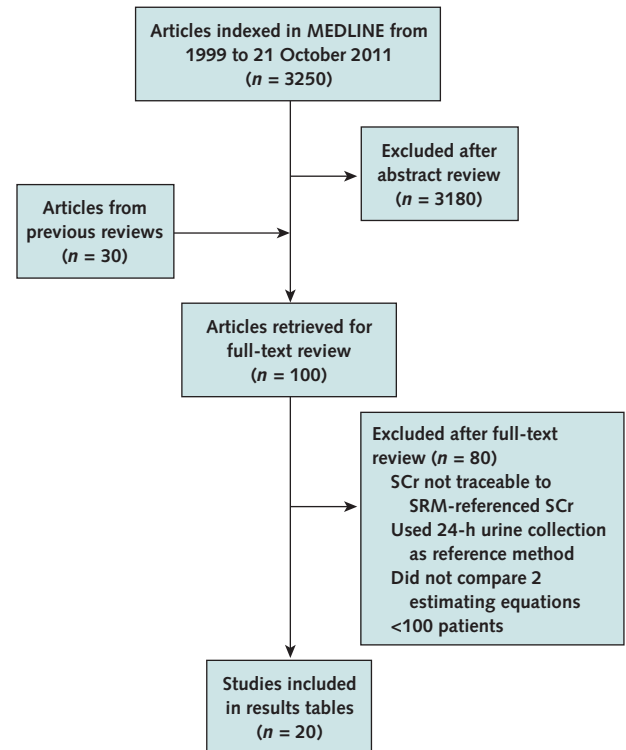 Articles indexed in MEDLINE from
1999 to 21 October 2011
(n = 3250)
Excluded after
abstract review
(n = 3180)
Articles from
previous reviews
(n = 30)
Articles retrieved for
full-text review
(n = 100)
Excluded after full-text
review (n = 80)
SCr not traceable to
SRM-referenced SCr
Used 24-h urine collection
as reference method
Did not compare 2
estimating equations
<100 patients
Studies included
in results tables
(n = 20)